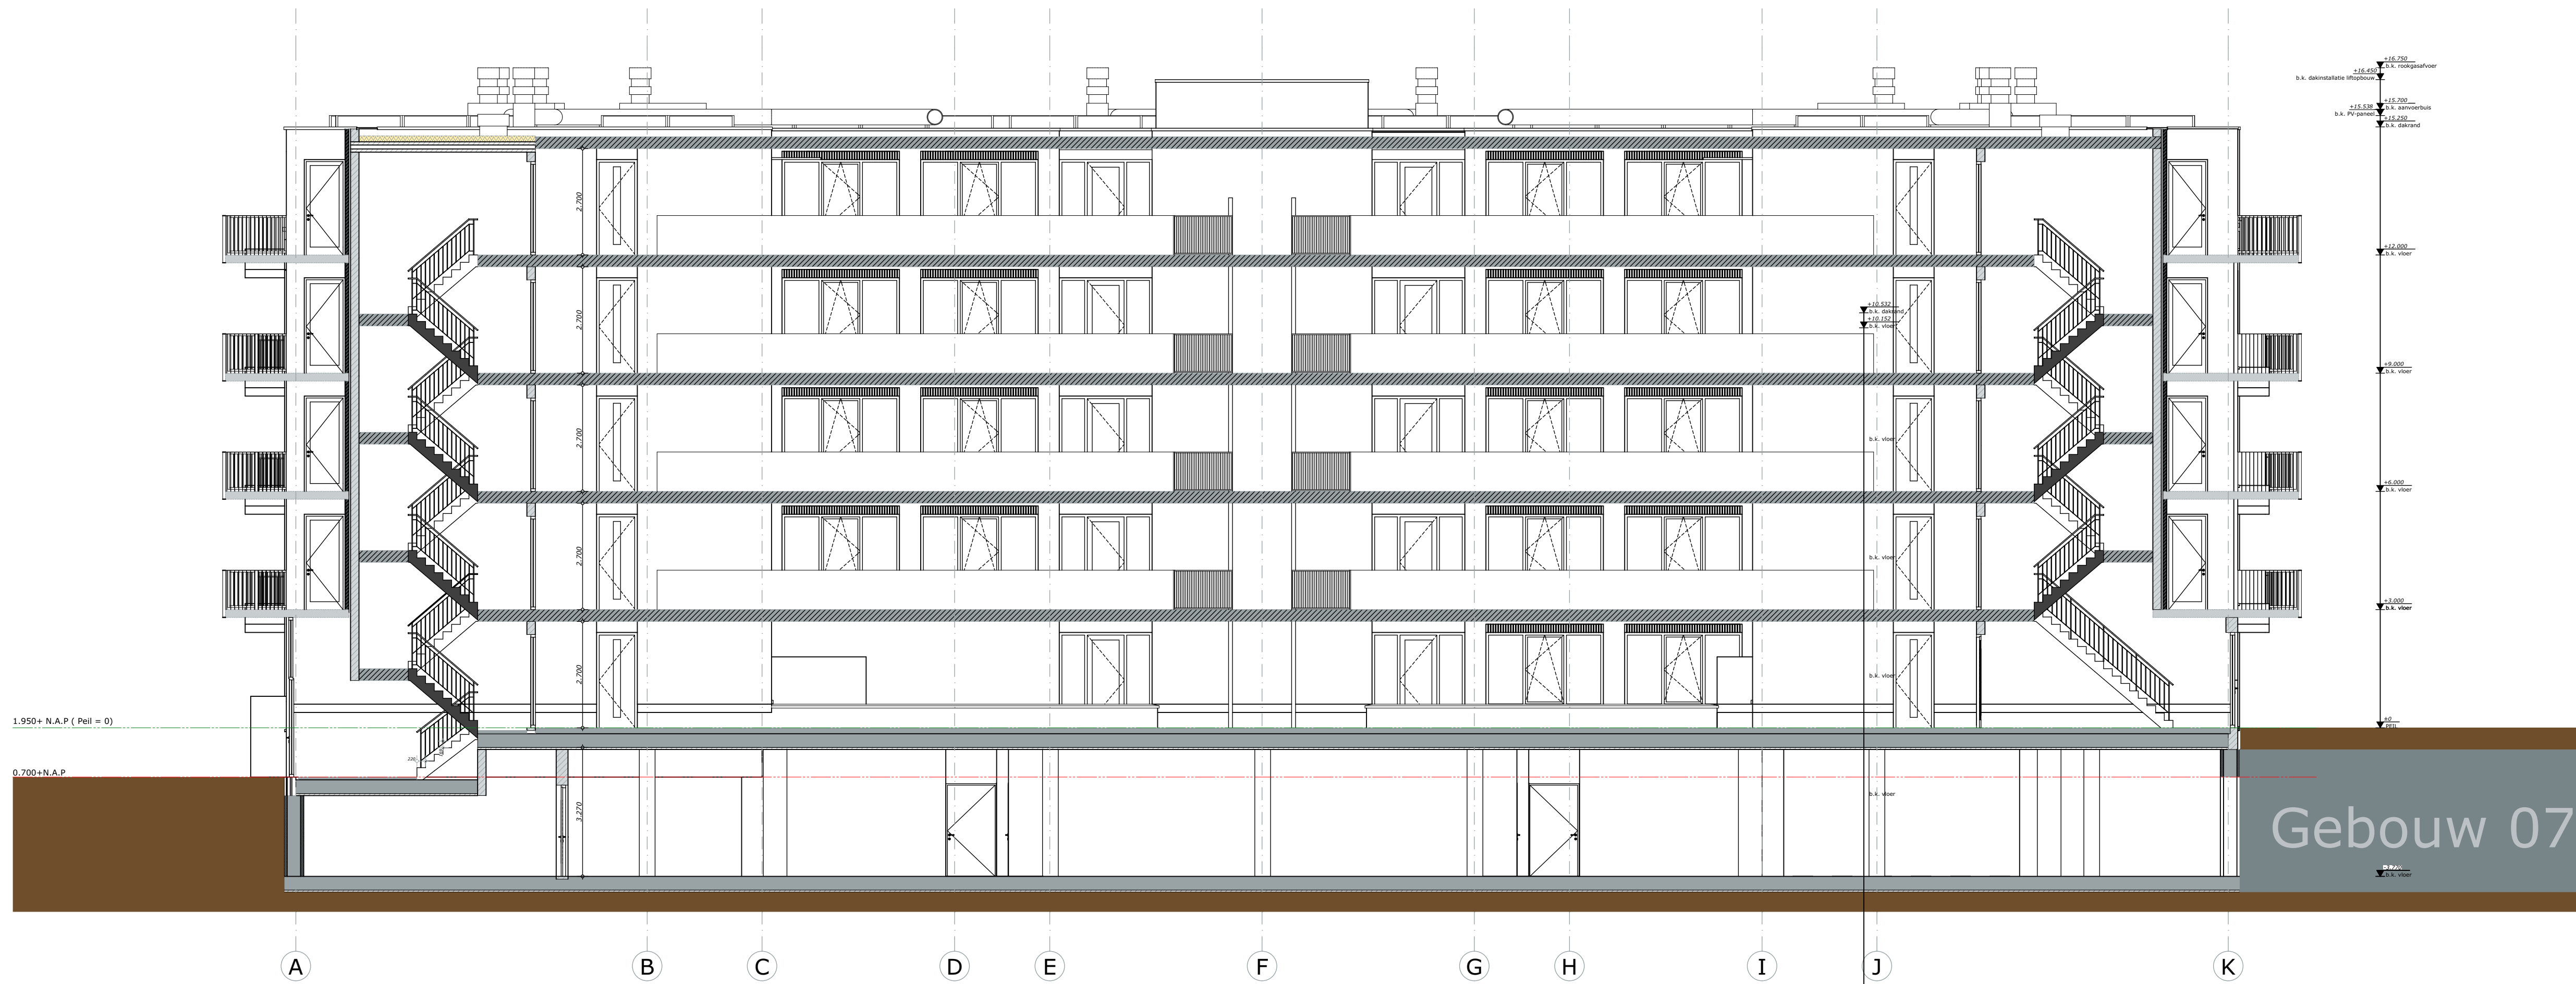 +16.750
b.k. rookgasafvoer
+16.450
b.k. dakinstallatie liftopbouw
+15.700
b.k. aanvoerbuis
+15.538
b.k. PV-paneel
+15.250
b.k. dakrand
2.700
+12.000
b.k. vloer
+10.532
b.k. dakrand
+10.152
b.k. vloer
2.700
+9.000
b.k. vloer
2.700
b.k. vloer
+6.000
b.k. vloer
2.700
b.k. vloer
+3.000
b.k. vloer
2.700
b.k. vloer
1.950+ N.A.P ( Peil = 0)
±0
PEIL
220
0.700+N.A.P
3.270
b.k. vloer
Gebouw 07
b.k. vloer
A B C D E F G H I J K